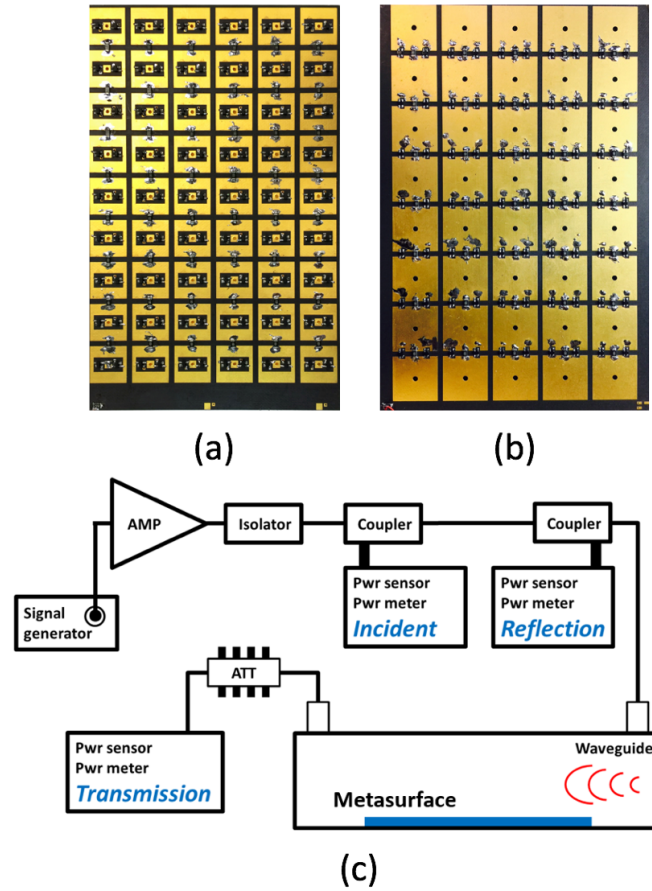 (a)
(b)
AMP
Isolator
Coupler
Coupler
Signal
generator
Pwr sensor
Pwr meter
Incident
Pwr sensor
Pwr meter
Reflection
ATT
Pwr sensor
Pwr meter
Transmission
Waveguide
Metasurface
(c)